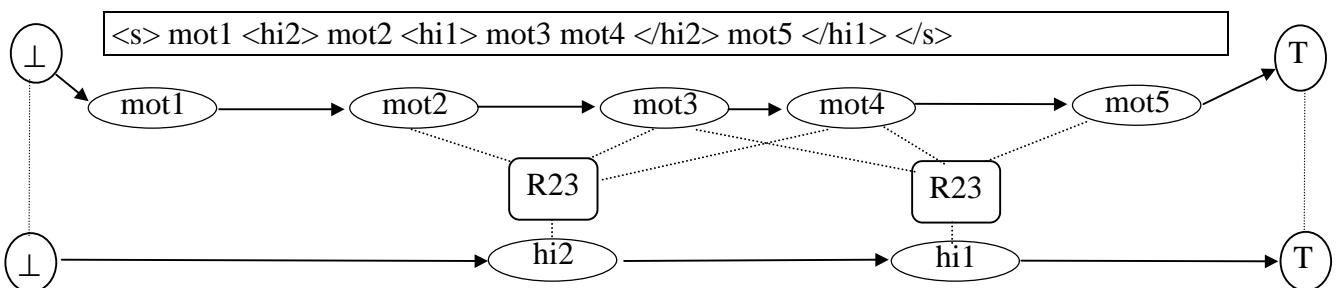 <s> mot1 <hi2> mot2 <hi1> mot3 mot4 </hi2> mot5 </hi1> </s>
⊥ T
mot1 mot2 mot3 mot4 mot5
R23 R23
⊥ hi2 hi1 T